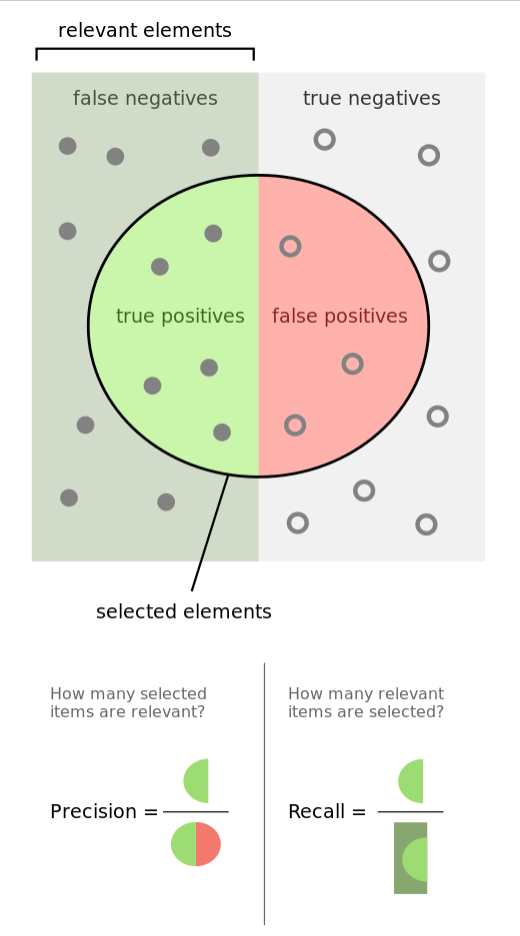 relevant elements
false negatives
true negatives
true positives
false positives
selected elements
How many selected
items are relevant?
How many relevant
items are selected?
Precision =
Recall =